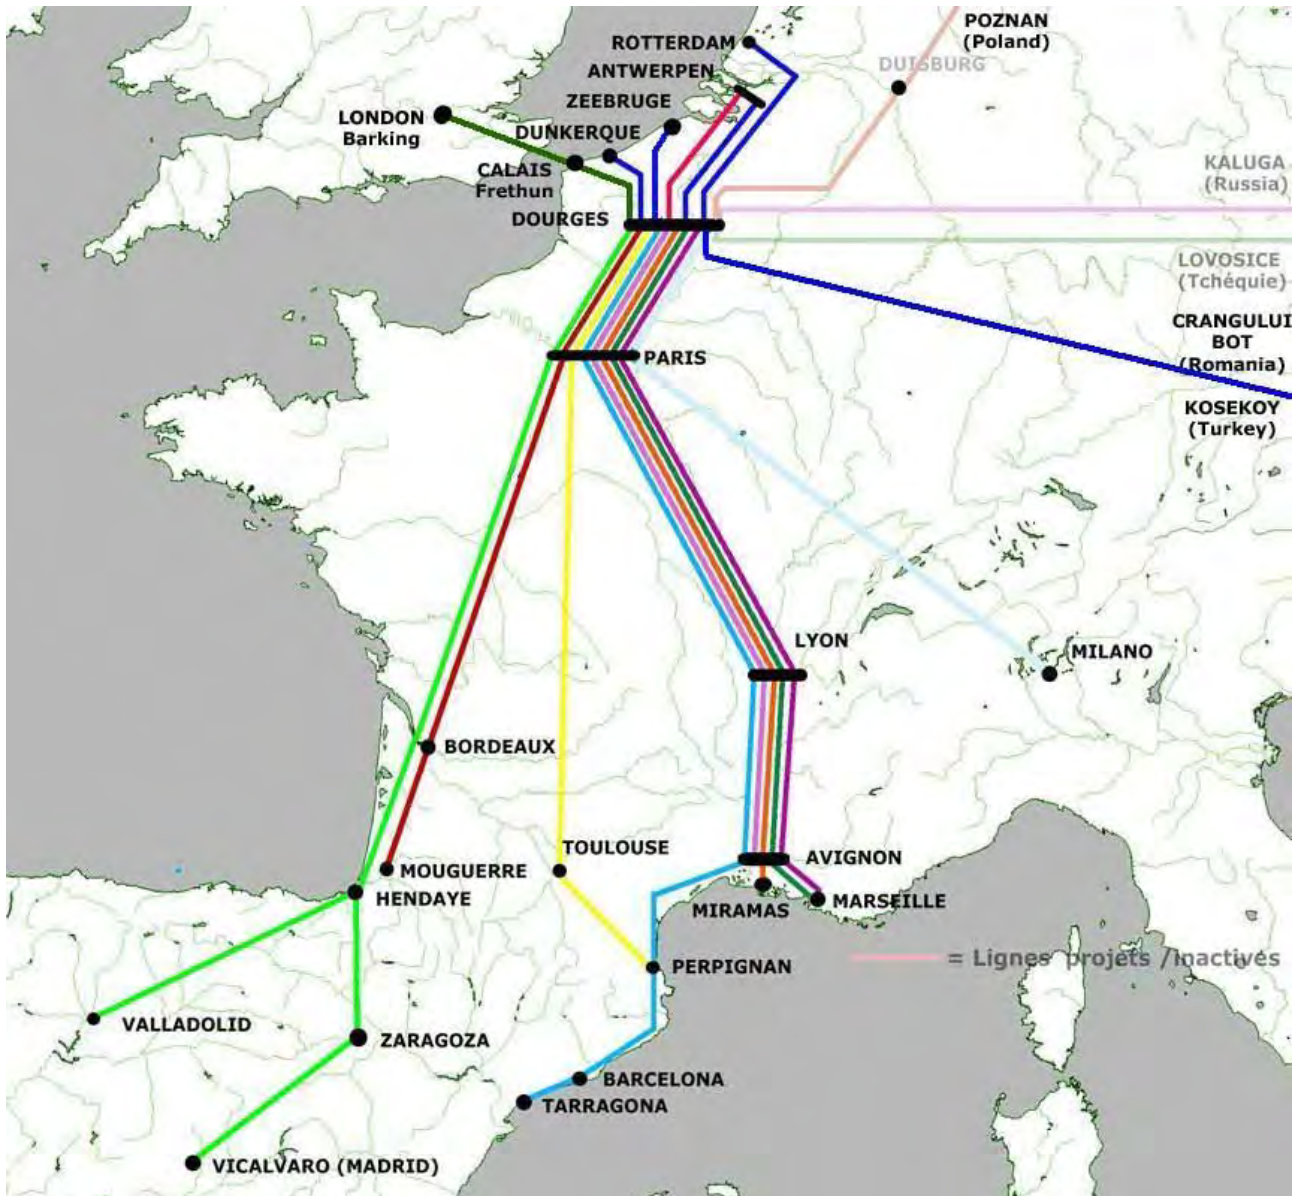 POZNAN
(Poland)
ROTTERDAM
DUISBURG
ANTWERPEN
ZEEBRUGE
LONDON
Barking
DUNKERQUE
CALAIS
Frethun
KALUGA
(Russia)
DOURGES
LOVOSICE
(Tchéquie)
CRANGULUI
BOT
(Romania)
PARIS
KOSEKOY
(Turkey)
LYON
MILANO
BORDEAUX
TOULOUSE
AVIGNON
MOUGUERRE
HENDAYE
MIRAMAS
MARSEILLE
= Lignes projets /Inactives
PERPIGNAN
VALLADOLID
ZARAGOZA
BARCELONA
TARRAGONA
VICALVARO (MADRID)